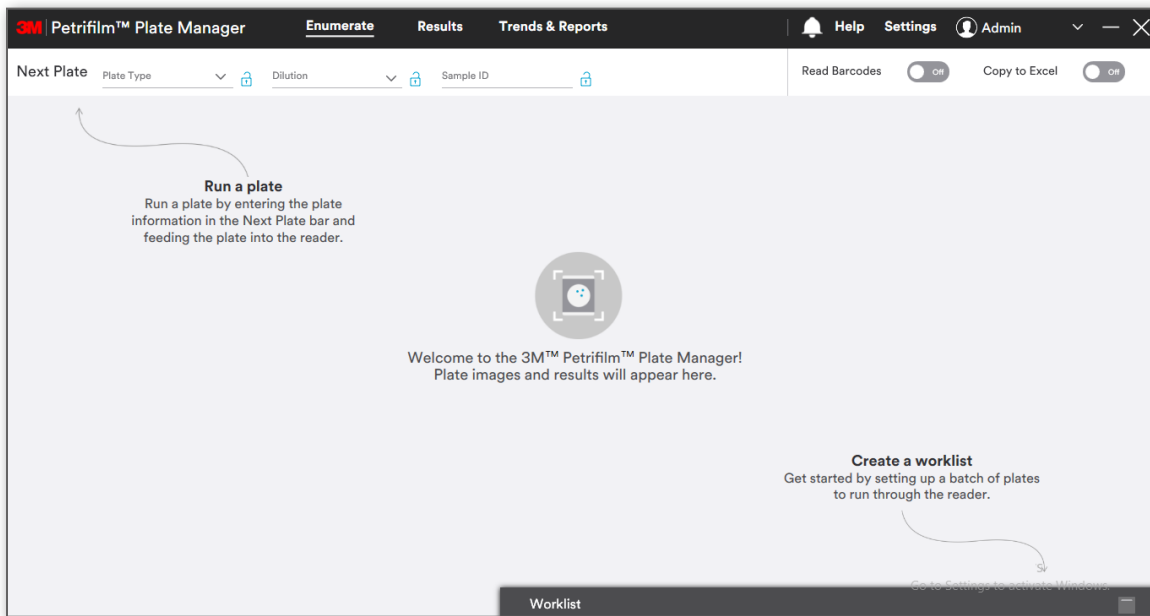 3M Petrifilm™ Plate Manager Enumerate Results Trends & Reports Help Settings Admin
Next Plate Plate Type Dilution Sample ID Read Barcodes Off Copy to Excel Off
Run a plate
Run a plate by entering the plate
information in the Next Plate bar and
feeding the plate into the reader.
Welcome to the 3M™ Petrifilm™ Plate Manager!
Plate images and results will appear here.
Create a worklist
Get started by setting up a batch of plates
to run through the reader.
Go to Settings to activate Windows.
Worklist